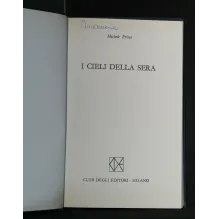 Michele Prisco
I CIELI DELLA SERA
CLUB DEGLI EDITORI - MILANO